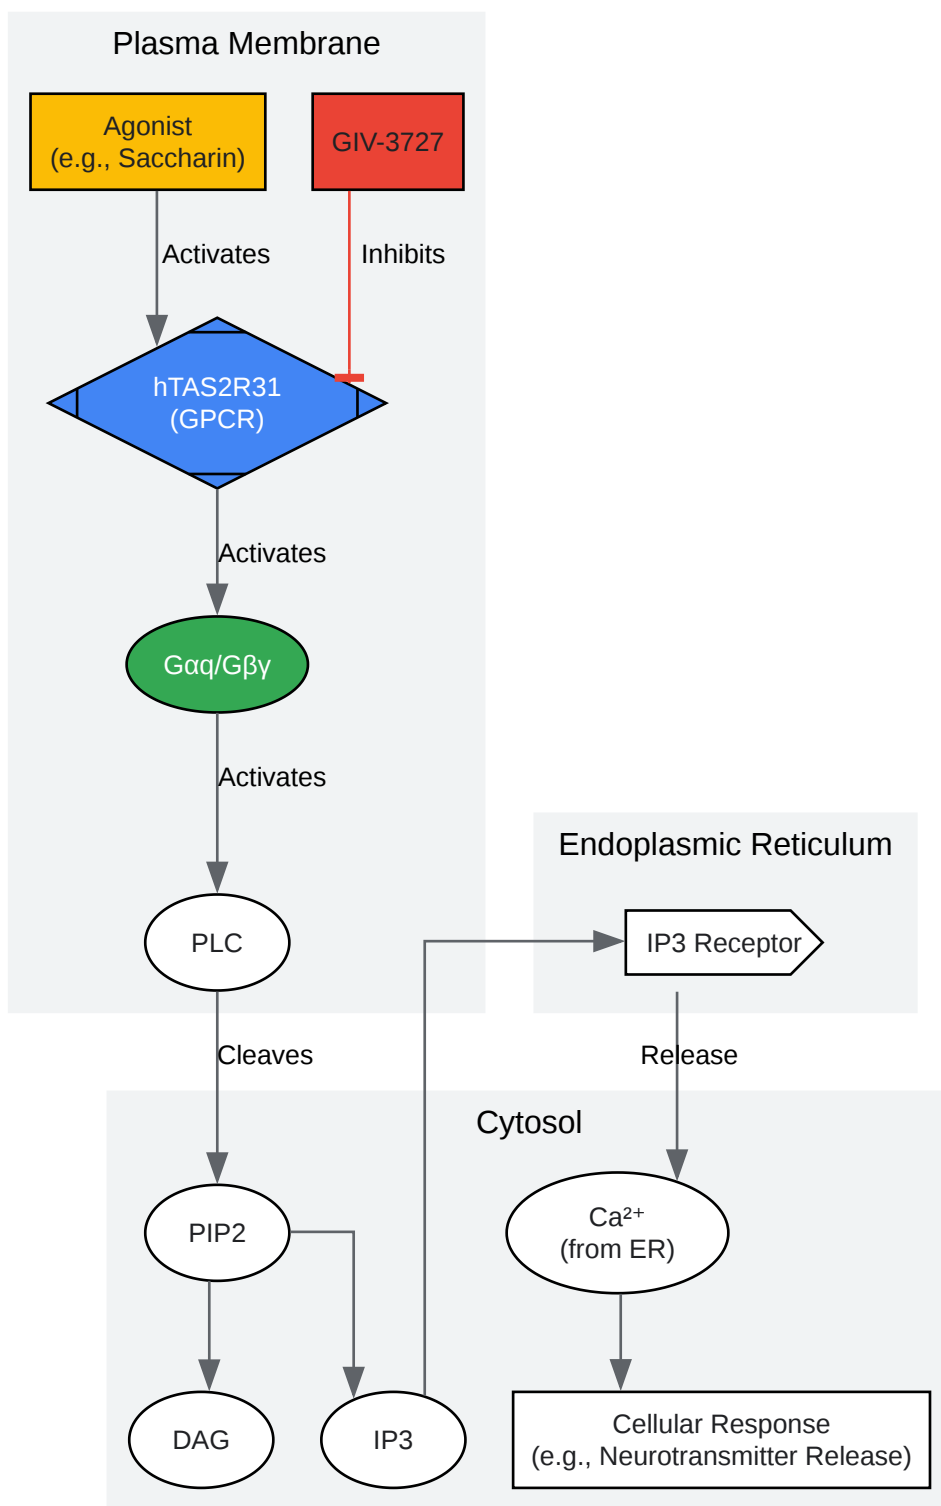 Plasma Membrane
Agonist
(e.g., Saccharin)
GIV-3727
Activates
Inhibits
hTAS2R31
(GPCR)
Activates
Gαq/Gβγ
Activates
Endoplasmic Reticulum
PLC
IP3 Receptor
Cleaves
Release
Cytosol
PIP2
Ca²⁺
(from ER)
DAG
IP3
Cellular Response
(e.g., Neurotransmitter Release)